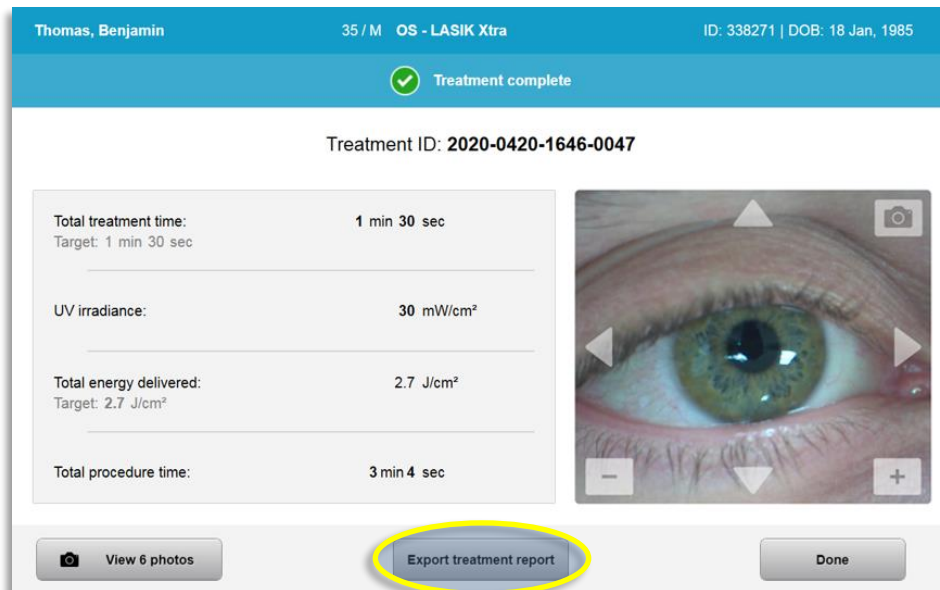 Thomas, Benjamin 35 / M OS - LASIK Xtra ID: 338271 | DOB: 18 Jan, 1985
Treatment complete
Treatment ID: 2020-0420-1646-0047
Total treatment time: 1 min 30 sec
Target: 1 min 30 sec
UV irradiance: 30 mW/cm²
Total energy delivered: 2.7 J/cm²
Target: 2.7 J/cm²
Total procedure time: 3 min 4 sec
View 6 photos Export treatment report Done